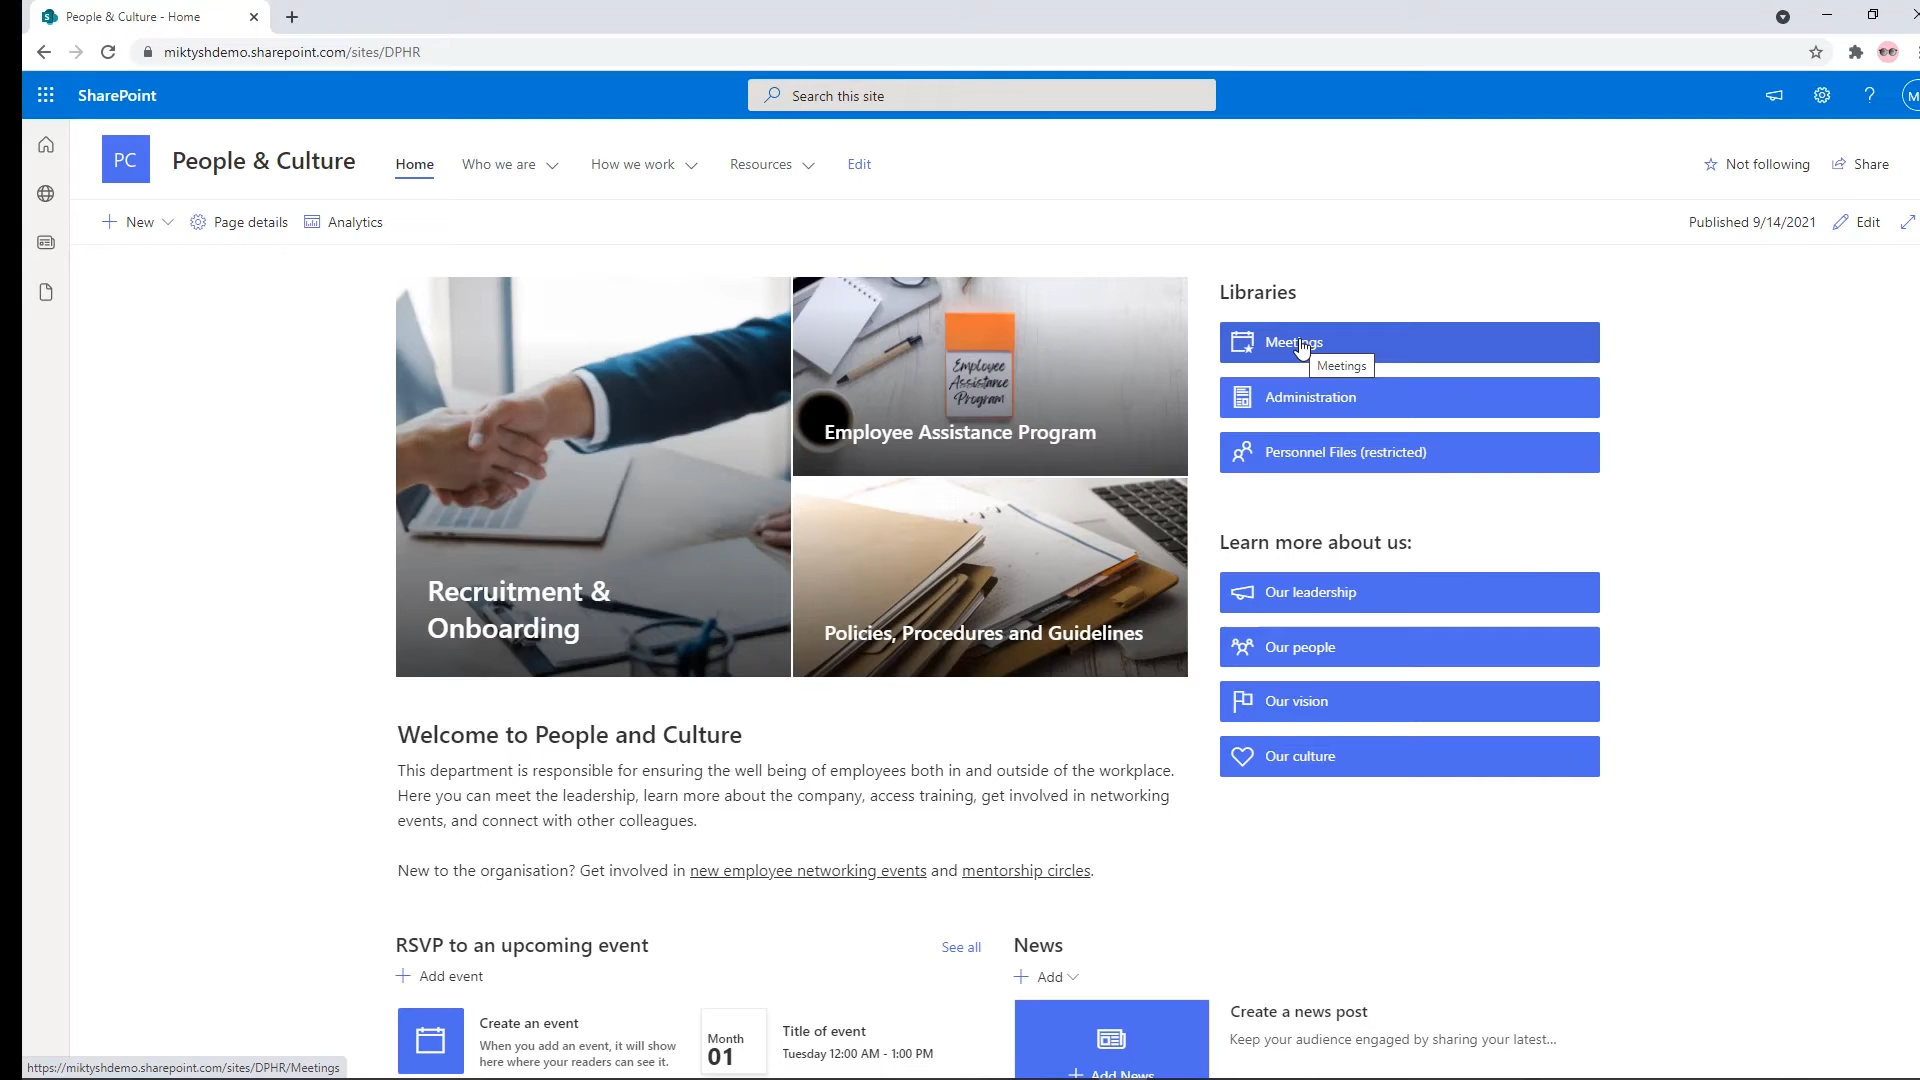 People & Culture - Home
miktyshdemo.sharepoint.com/sites/DPHR
SharePoint
Search this site
M
PC
People & Culture
Home
Who we are
How we work
Resources
Edit
Not following
Share
New
Page details
Analytics
Published 9/14/2021
Edit
Employee
Assistance
Program
Employee Assistance Program
Recruitment &
Onboarding
Policies, Procedures and Guidelines
Libraries
Meetings
Meetings
Administration
Personnel Files (restricted)
Learn more about us:
Our leadership
Our people
Our vision
Our culture
Welcome to People and Culture
This department is responsible for ensuring the well being of employees both in and outside of the workplace.
Here you can meet the leadership, learn more about the company, access training, get involved in networking
events, and connect with other colleagues.
New to the organisation? Get involved in new employee networking events and mentorship circles.
RSVP to an upcoming event
See all
Add event
Create an event
When you add an event, it will show
here where your readers can see it.
Month
01
Title of event
Tuesday 12:00 AM - 1:00 PM
News
Add
Add News
Create a news post
Keep your audience engaged by sharing your latest...
https://miktyshdemo.sharepoint.com/sites/DPHR/Meetings